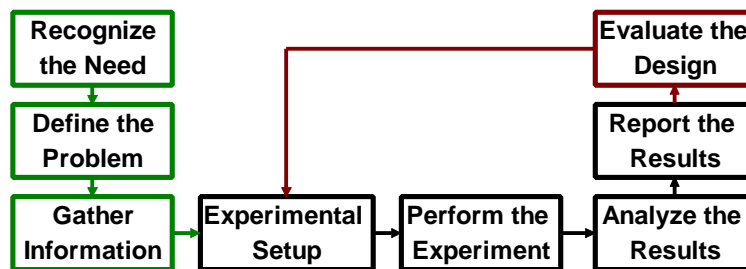 Recognize
the Need
Define the
Problem
Gather
Information
Experimental
Setup
Perform the
Experiment
Analyze the
Results
Report the
Results
Evaluate the
Design